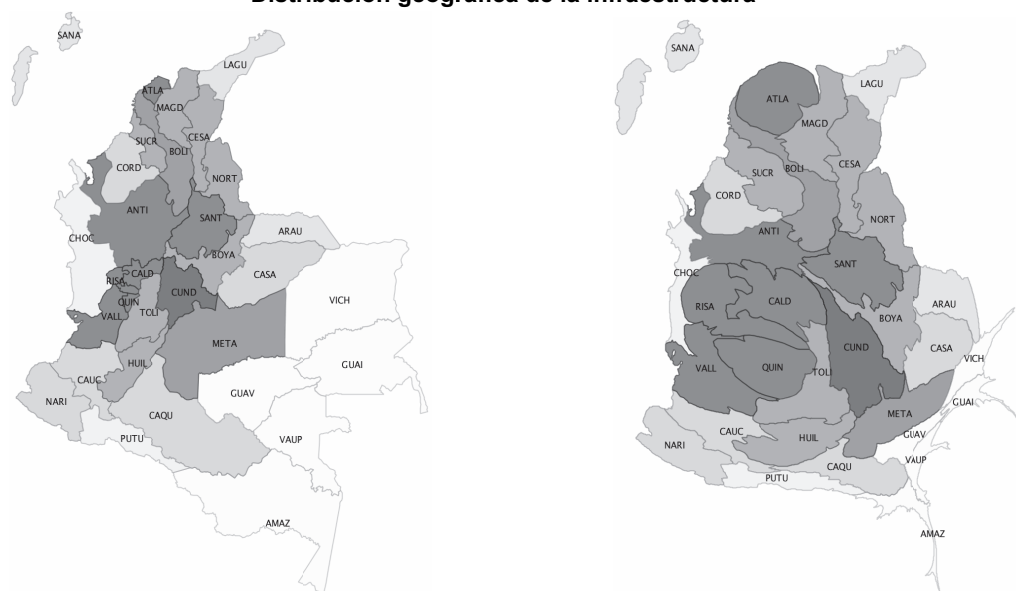 Distribución geográfica de la infraestructura
SANA
LAGU
ATLA
MAGD
SUCR
CESA
BOLI
CORD
NORT
ANTI
SANT
CHOC
ARAU
BOYA
CASA
RISA
CALD
CUND
VICH
QUIN
TOLI
VALL
META
HUIL
GUAI
CAUC
GUAV
NARI
CAQU
PUTU
VAUP
AMAZ
SANA
LAGU
ATLA
MAGD
CESA
BOLI
SUCR
CORD
NORT
ANTI
SANT
CHOC
CALD
ARAU
RISA
BOYA
CUND
CASA
VICH
VALL
QUIN
TOLI
GUAI
META
CAUC
HUIL
GUAV
NARI
VAUP
CAQU
PUTU
AMAZ